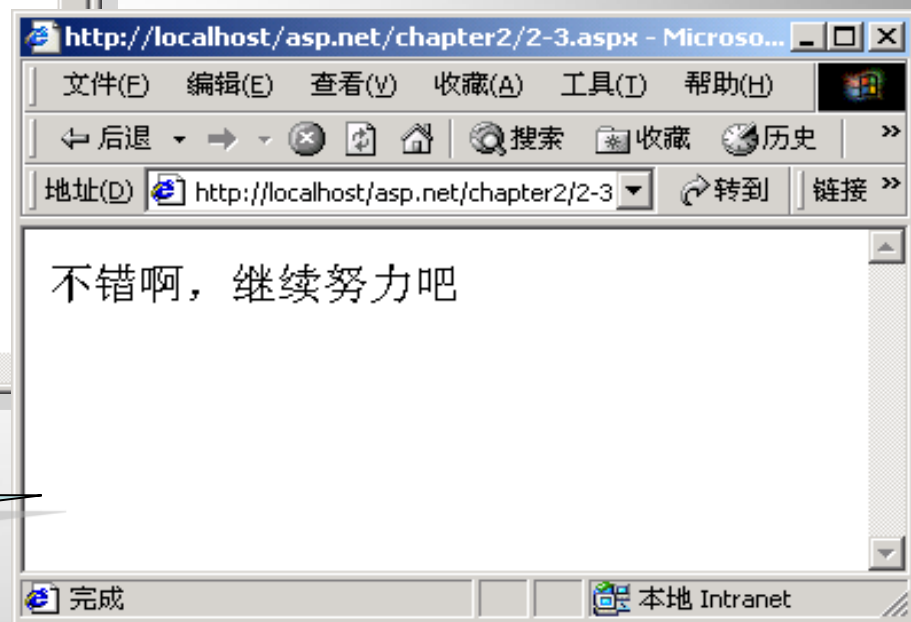 http://localhost/asp.net/chapter2/2-3.aspx - Microso...
文件(F) 编辑(E) 查看(V) 收藏(A) 工具(T) 帮助(H)
后退 搜索 收藏 历史 »
地址(D) http://localhost/asp.net/chapter2/2-3 转到 链接 »
不错啊，继续努力吧
完成 本地 Intranet